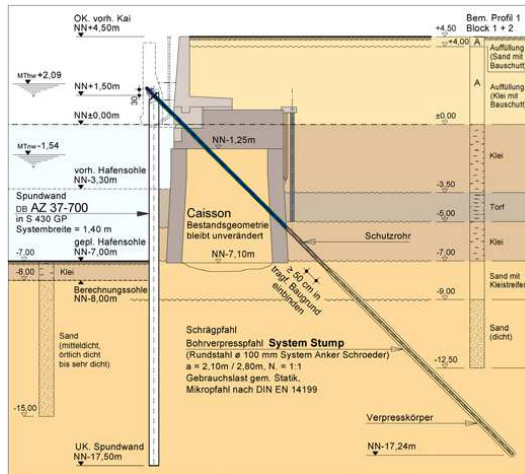 OK. vorh. Kai
NN+4,50m
MThw +2,09
NN+1,50m
30
NN±0,00m
MTnw -1,54
vorh. Hafensohle
NN-3,30m
Spundwand
DB AZ 37-700
in S 430 GP
Systembreite = 1,40 m
gepl. Hafensohle
-7,00
NN-7,00m
-8,00
Klei
Berechnungssohle
NN-8,00m
Sand
(mitteldicht,
örtlich dicht
bis sehr dicht)
-15,00
UK. Spundwand
NN-17,50m
NN-1,25m
Caisson
Bestandsgeometrie
bleibt unverändert
NN-7,10m
Schutzrohr
≥ 50 cm in
tragf. Baugrund
einbinden
Schrägpfahl
Bohrverpresspfahl System Stump
(Rundstahl ø 100 mm System Anker Schroeder)
a = 2,10m / 2,80m, N. = 1:1
Gebrauchslast gem. Statik,
Mikropfahl nach DIN EN 14199
Verpresskörper
NN-17,24m
Bem. Profil 1
Block 1 + 2
+4,50
+4,00
A
Auffüllung
(Sand mit
Bauschutt)
A
Auffüllung
(Klei mit
Bauschutt)
±0,00
Klei
-3,50
Torf
-5,00
Klei
-7,00
Sand mit
Kleistreifen
-9,00
Sand
(dicht)
-12,50